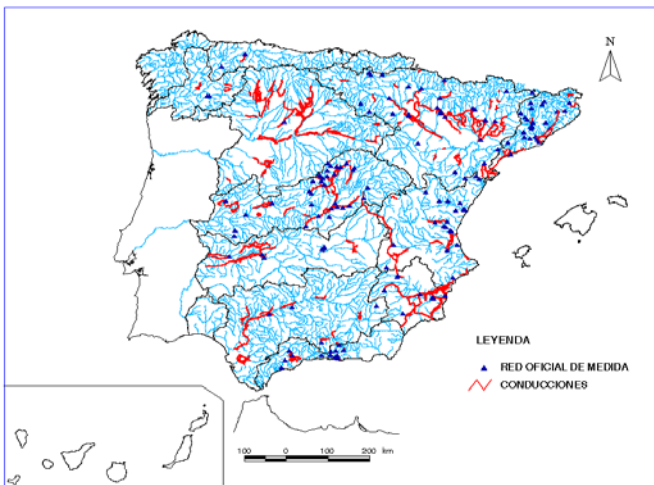 N
LEYENDA
RED OFICIAL DE MEDIDA
CONDUCCIONES
100 0 100 200 km